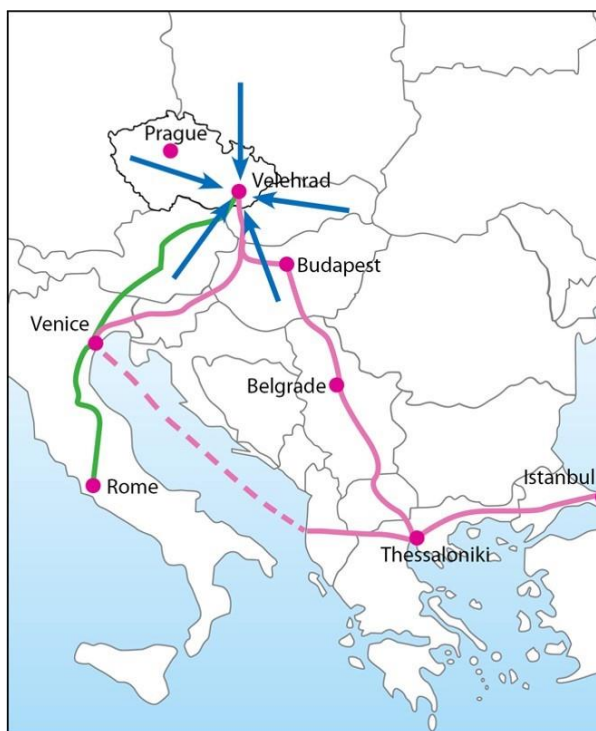 Prague
Velehrad
Budapest
Venice
Belgrade
Istanbul
Rome
Thessaloniki